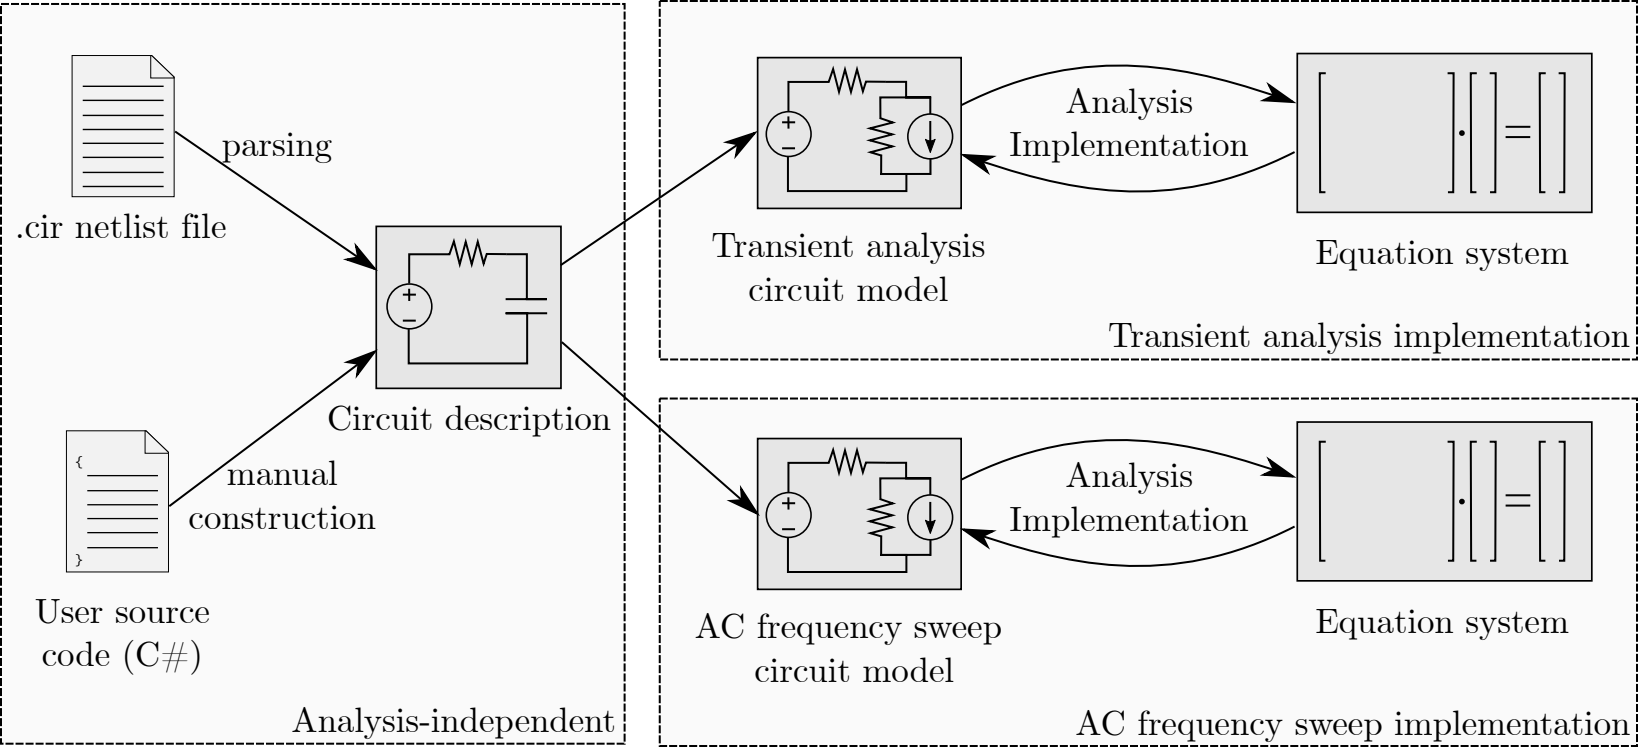 parsing
.cir netlist file
+
−
Circuit description
{
}
manual
construction
User source
code (C#)
Analysis-independent
+
−
Analysis
Implementation
Transient analysis
circuit model
[ ] · [ ] = [ ]
Equation system
Transient analysis implementation
+
−
Analysis
Implementation
AC frequency sweep
circuit model
[ ] · [ ] = [ ]
Equation system
AC frequency sweep implementation